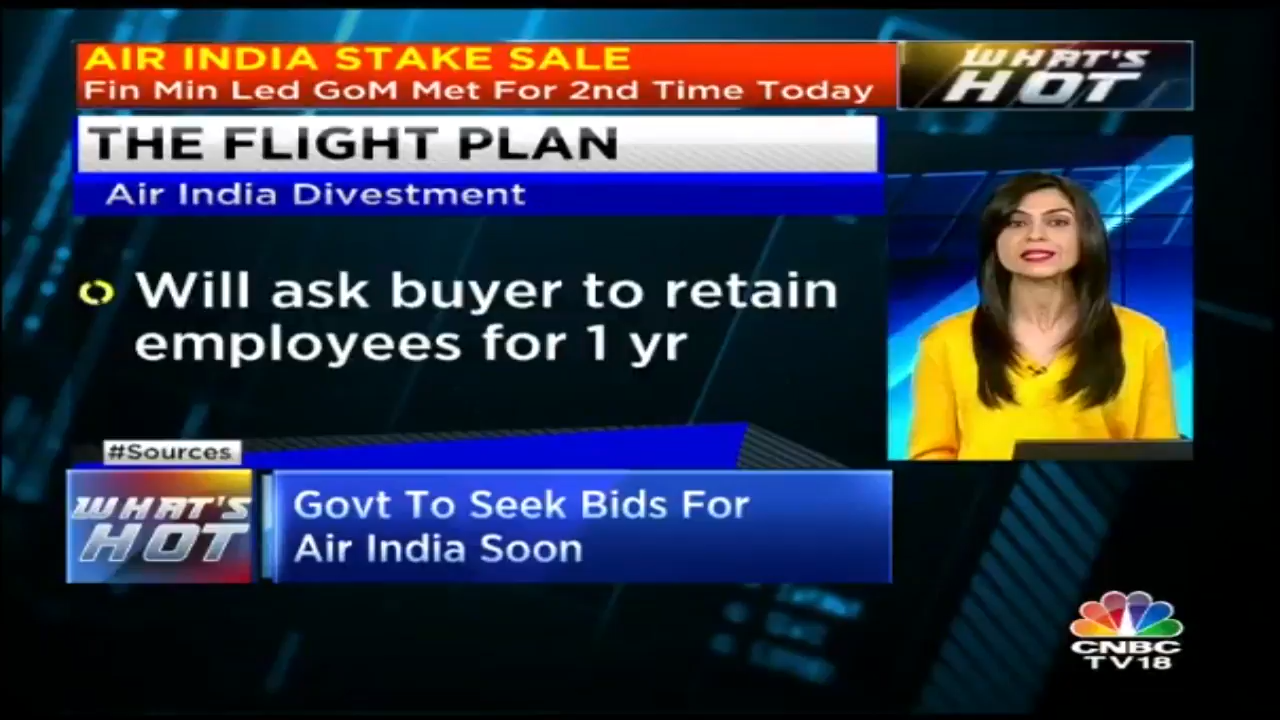 AIR INDIA STAKE SALE
Fin Min Led GoM Met For 2nd Time Today
WHAT'S
HOT
THE FLIGHT PLAN
Air India Divestment
Will ask buyer to retain
employees for 1 yr
#Sources
WHAT'S
HOT
Govt To Seek Bids For
Air India Soon
CNBC
TV18